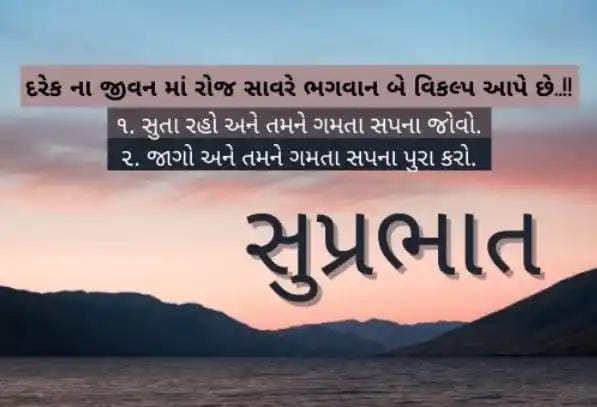 દરેક ના જીવન માં રોજ સાવરે ભગવાન બે વિકલ્પ આપે છે..!!
૧. સુતા રહો અને તમને ગમતા સપના જોવો.
૨. જાગો અને તમને ગમતા સપના પુરા કરો.
સુપ્રભાત